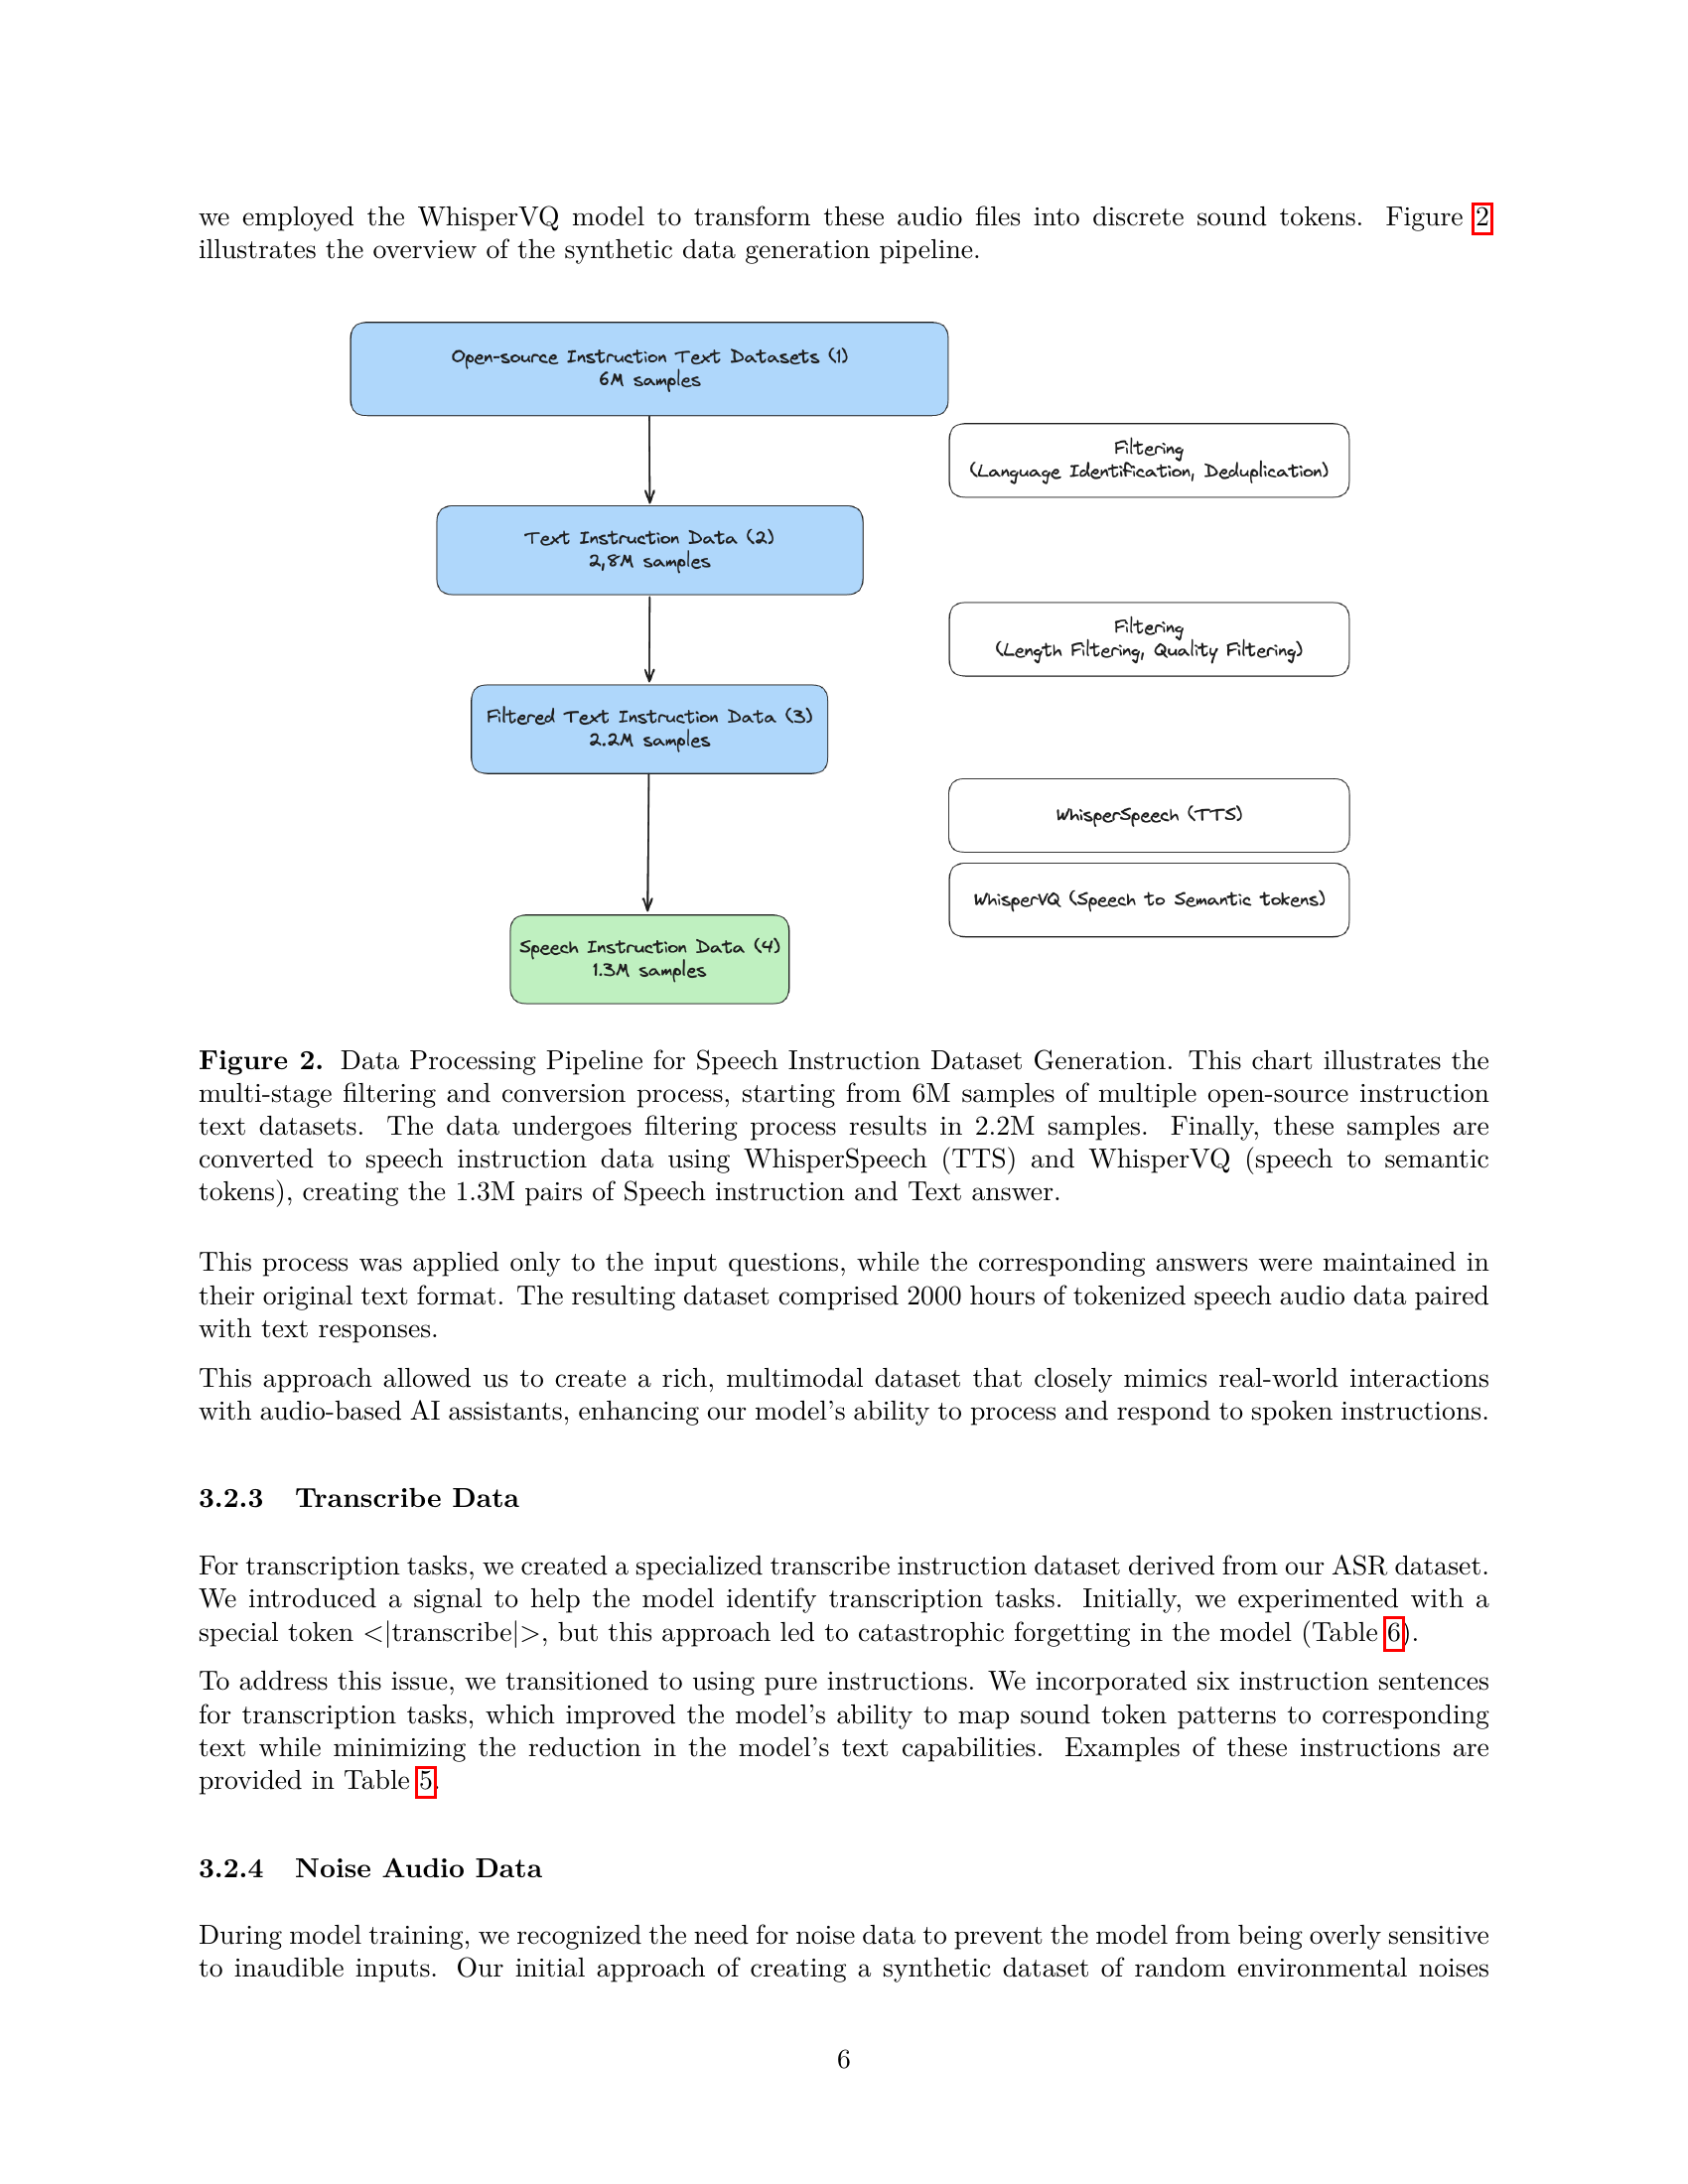 we employed the WhisperVQ model to transform these audio files into discrete sound tokens. Figure 2
illustrates the overview of the synthetic data generation pipeline.
Open-source Instruction Text Datasets (1)
6M samples
Filtering
(Language Identification, Deduplication)
Text Instruction Data (2)
2,8M samples
Filtering
(Length Filtering, Quality Filtering)
Filtered Text Instruction Data (3)
2.2M samples
WhisperSpeech (TTS)
WhisperVQ (Speech to Semantic tokens)
Speech Instruction Data (4)
1.3M samples
Figure 2. Data Processing Pipeline for Speech Instruction Dataset Generation. This chart illustrates the
multi-stage filtering and conversion process, starting from 6M samples of multiple open-source instruction
text datasets. The data undergoes filtering process results in 2.2M samples. Finally, these samples are
converted to speech instruction data using WhisperSpeech (TTS) and WhisperVQ (speech to semantic
tokens), creating the 1.3M pairs of Speech instruction and Text answer.
This process was applied only to the input questions, while the corresponding answers were maintained in
their original text format. The resulting dataset comprised 2000 hours of tokenized speech audio data paired
with text responses.
This approach allowed us to create a rich, multimodal dataset that closely mimics real-world interactions
with audio-based AI assistants, enhancing our model's ability to process and respond to spoken instructions.
3.2.3 Transcribe Data
For transcription tasks, we created a specialized transcribe instruction dataset derived from our ASR dataset.
We introduced a signal to help the model identify transcription tasks. Initially, we experimented with a
special token <|transcribe|>, but this approach led to catastrophic forgetting in the model (Table 6).
To address this issue, we transitioned to using pure instructions. We incorporated six instruction sentences
for transcription tasks, which improved the model's ability to map sound token patterns to corresponding
text while minimizing the reduction in the model's text capabilities. Examples of these instructions are
provided in Table 5.
3.2.4 Noise Audio Data
During model training, we recognized the need for noise data to prevent the model from being overly sensitive
to inaudible inputs. Our initial approach of creating a synthetic dataset of random environmental noises
6